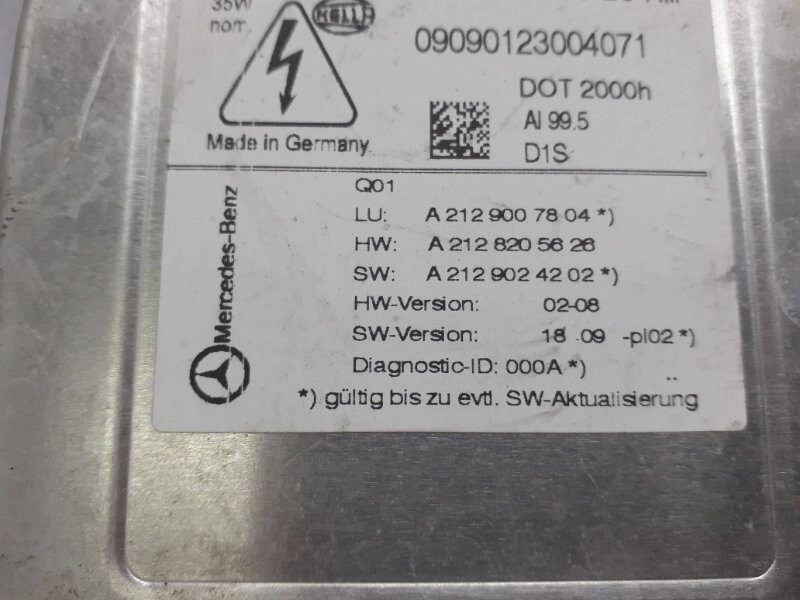 35W
nom.
HELLA
09090123004071
DOT 2000h
Al 99.5
D1S
Made in Germany
Mercedes-Benz
Q01
LU: A 212 900 78 04 *)
HW: A 212 820 56 26
SW: A 212 902 42 02 *)
HW-Version: 02-08
SW-Version: 18 .09 -pl02 *)
Diagnostic-ID: 000A *)
*) gültig bis zu evtl. SW-Aktualisierung